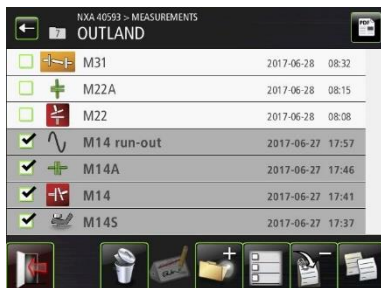 NXA 40593 > MEASUREMENTS
7 OUTLAND
PDF
M31 2017-06-28 08:32
M22A 2017-06-28 08:15
M22 2017-06-28 08:08
M14 run-out 2017-06-27 17:57
M14A 2017-06-27 17:46
M14 2017-06-27 17:41
M14S 2017-06-27 17:37